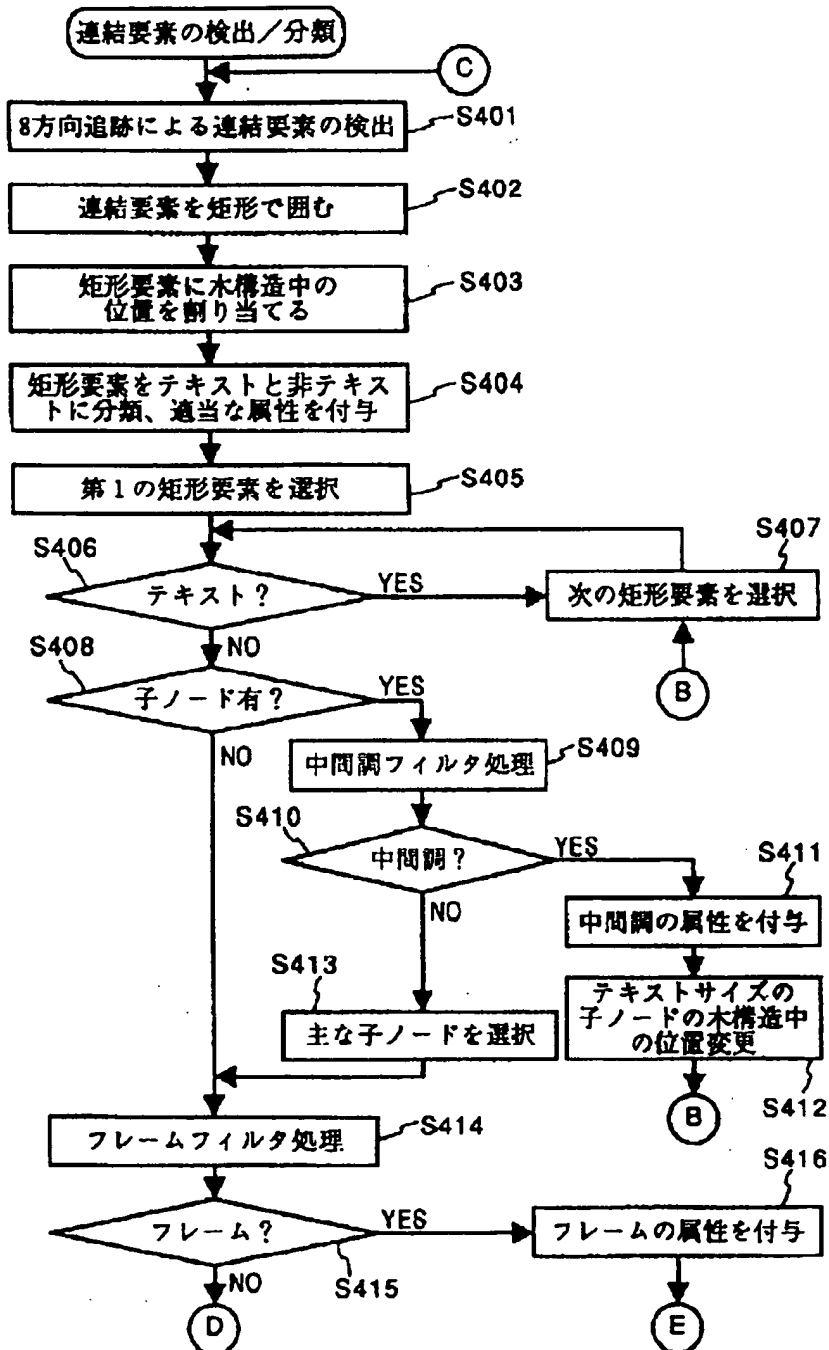 連結要素の検出／分類
C
8方向追跡による連結要素の検出
S401
連結要素を矩形で囲む
S402
矩形要素に木構造中の
位置を割り当てる
S403
矩形要素をテキストと非テキス
トに分類、適当な属性を付与
S404
第1の矩形要素を選択
S405
S406
テキスト？
YES
S407
次の矩形要素を選択
B
NO
S408
子ノード有？
YES
NO
中間調フィルタ処理
S409
S410
中間調？
YES
S411
中間調の属性を付与
NO
S413
主な子ノードを選択
テキストサイズの
子ノードの木構造中
の位置変更
S412
B
フレームフィルタ処理
S414
フレーム？
YES
S416
フレームの属性を付与
S415
NO
D
E